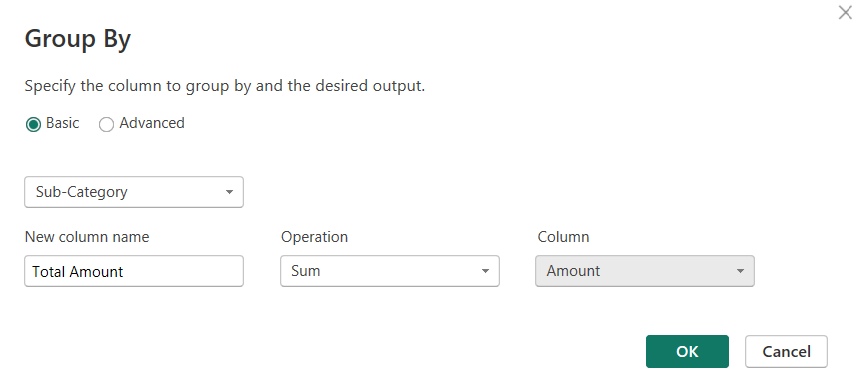 Group By
Specify the column to group by and the desired output.
Basic Advanced
Sub-Category
New column name Operation Column
Total Amount Sum Amount
OK Cancel